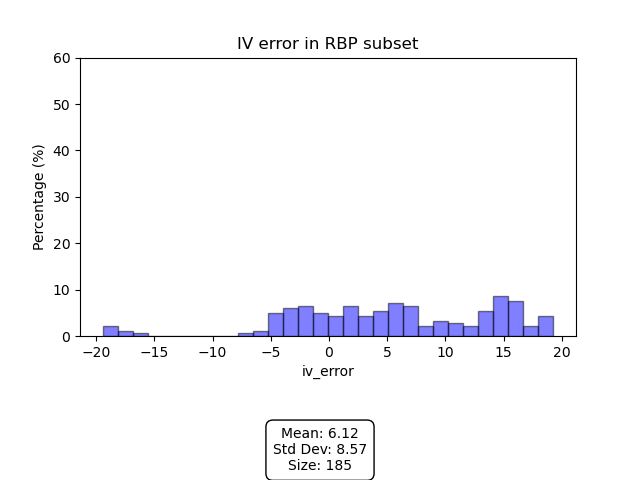 IV error in RBP subset
60
50
40
30
20
10
0
Percentage (%)
−20 −15 −10 −5 0 5 10 15 20
iv_error
Mean: 6.12
Std Dev: 8.57
Size: 185